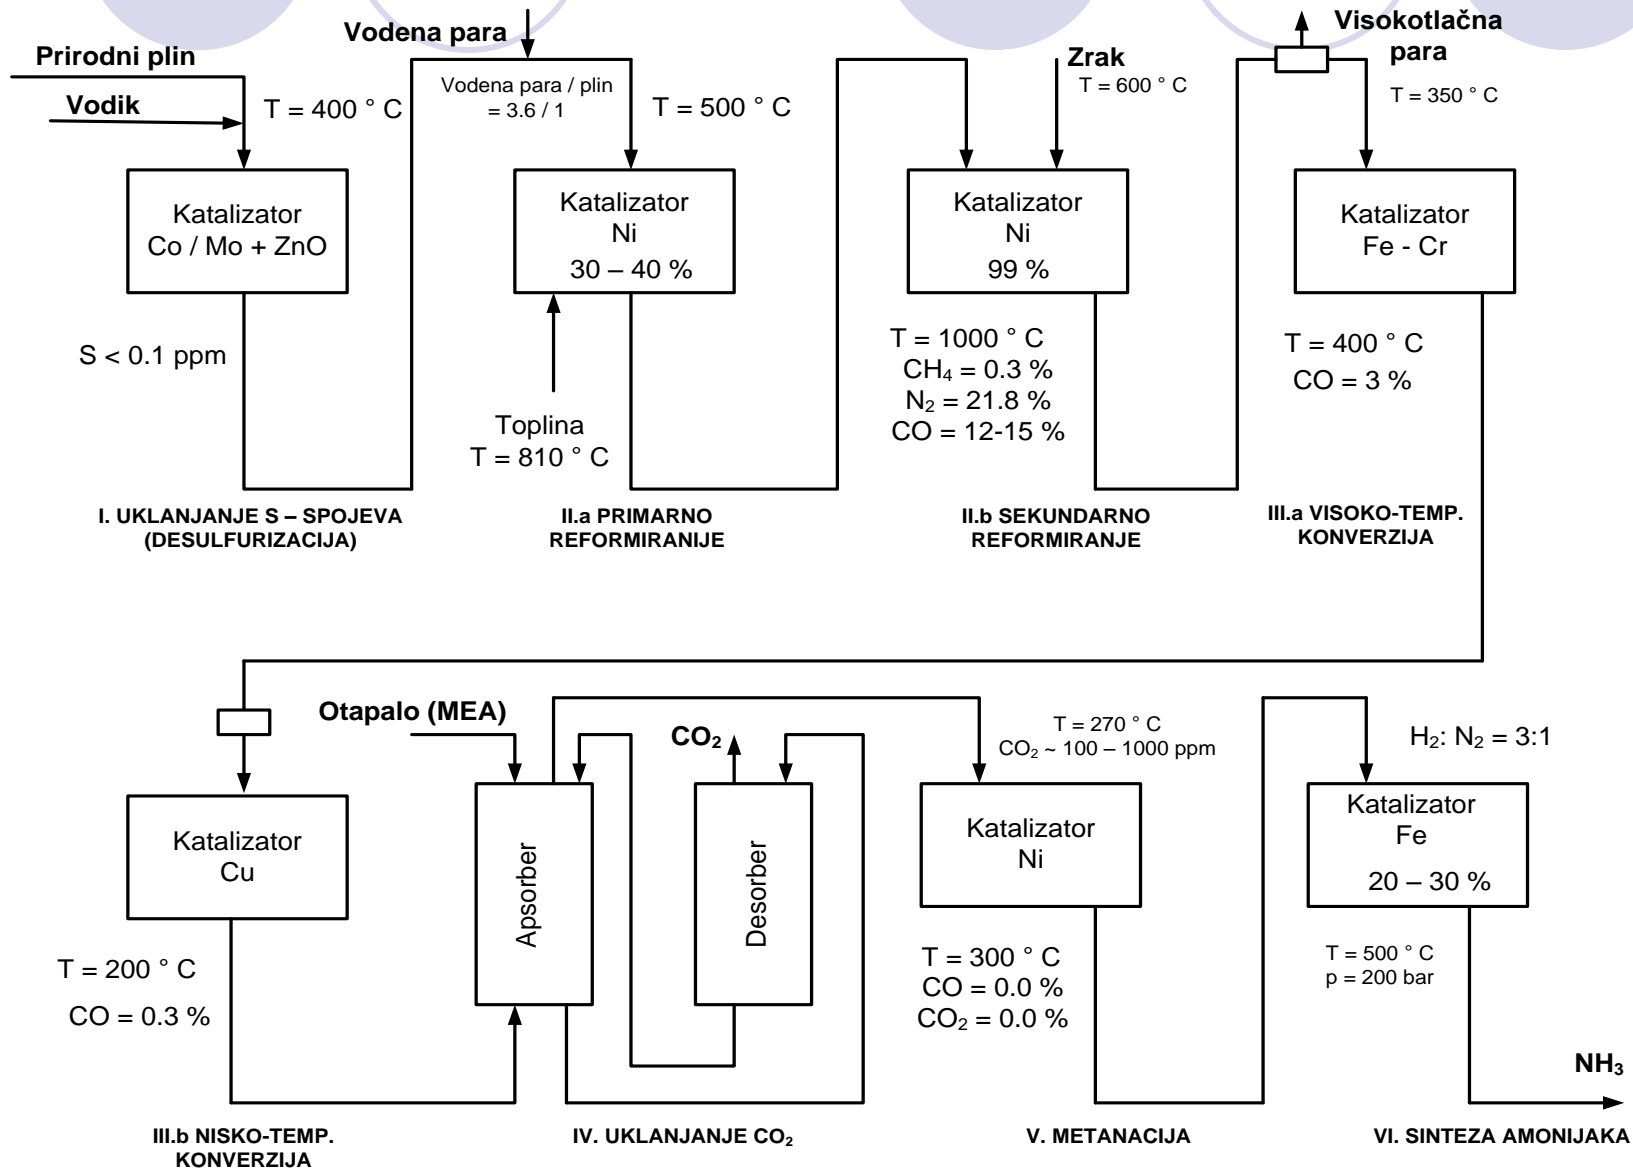 Prirodni plin
Vodik
T = 400 ° C
Katalizator
Co / Mo + ZnO
S < 0.1 ppm
I. UKLANJANJE S – SPOJEVA
(DESULFURIZACIJA)
Vodena para
Vodena para / plin
= 3.6 / 1
T = 500 ° C
Katalizator
Ni
30 – 40 %
Toplina
T = 810 ° C
II.a PRIMARNO
REFORMIRANIJE
Zrak
T = 600 ° C
Katalizator
Ni
99 %
T = 1000 ° C
CH₄ = 0.3 %
N₂ = 21.8 %
CO = 12-15 %
II.b SEKUNDARNO
REFORMIRANJE
Visokotlačna
para
T = 350 ° C
Katalizator
Fe - Cr
T = 400 ° C
CO = 3 %
III.a VISOKO-TEMP.
KONVERZIJA
Katalizator
Cu
T = 200 ° C
CO = 0.3 %
III.b NISKO-TEMP.
KONVERZIJA
Otapalo (MEA)
Apsorber
CO₂
Desorber
IV. UKLANJANJE CO₂
T = 270 ° C
CO₂ ~ 100 – 1000 ppm
Katalizator
Ni
T = 300 ° C
CO = 0.0 %
CO₂ = 0.0 %
V. METANACIJA
H₂: N₂ = 3:1
Katalizator
Fe
20 – 30 %
T = 500 ° C
p = 200 bar
NH₃
VI. SINTEZA AMONIJAKA